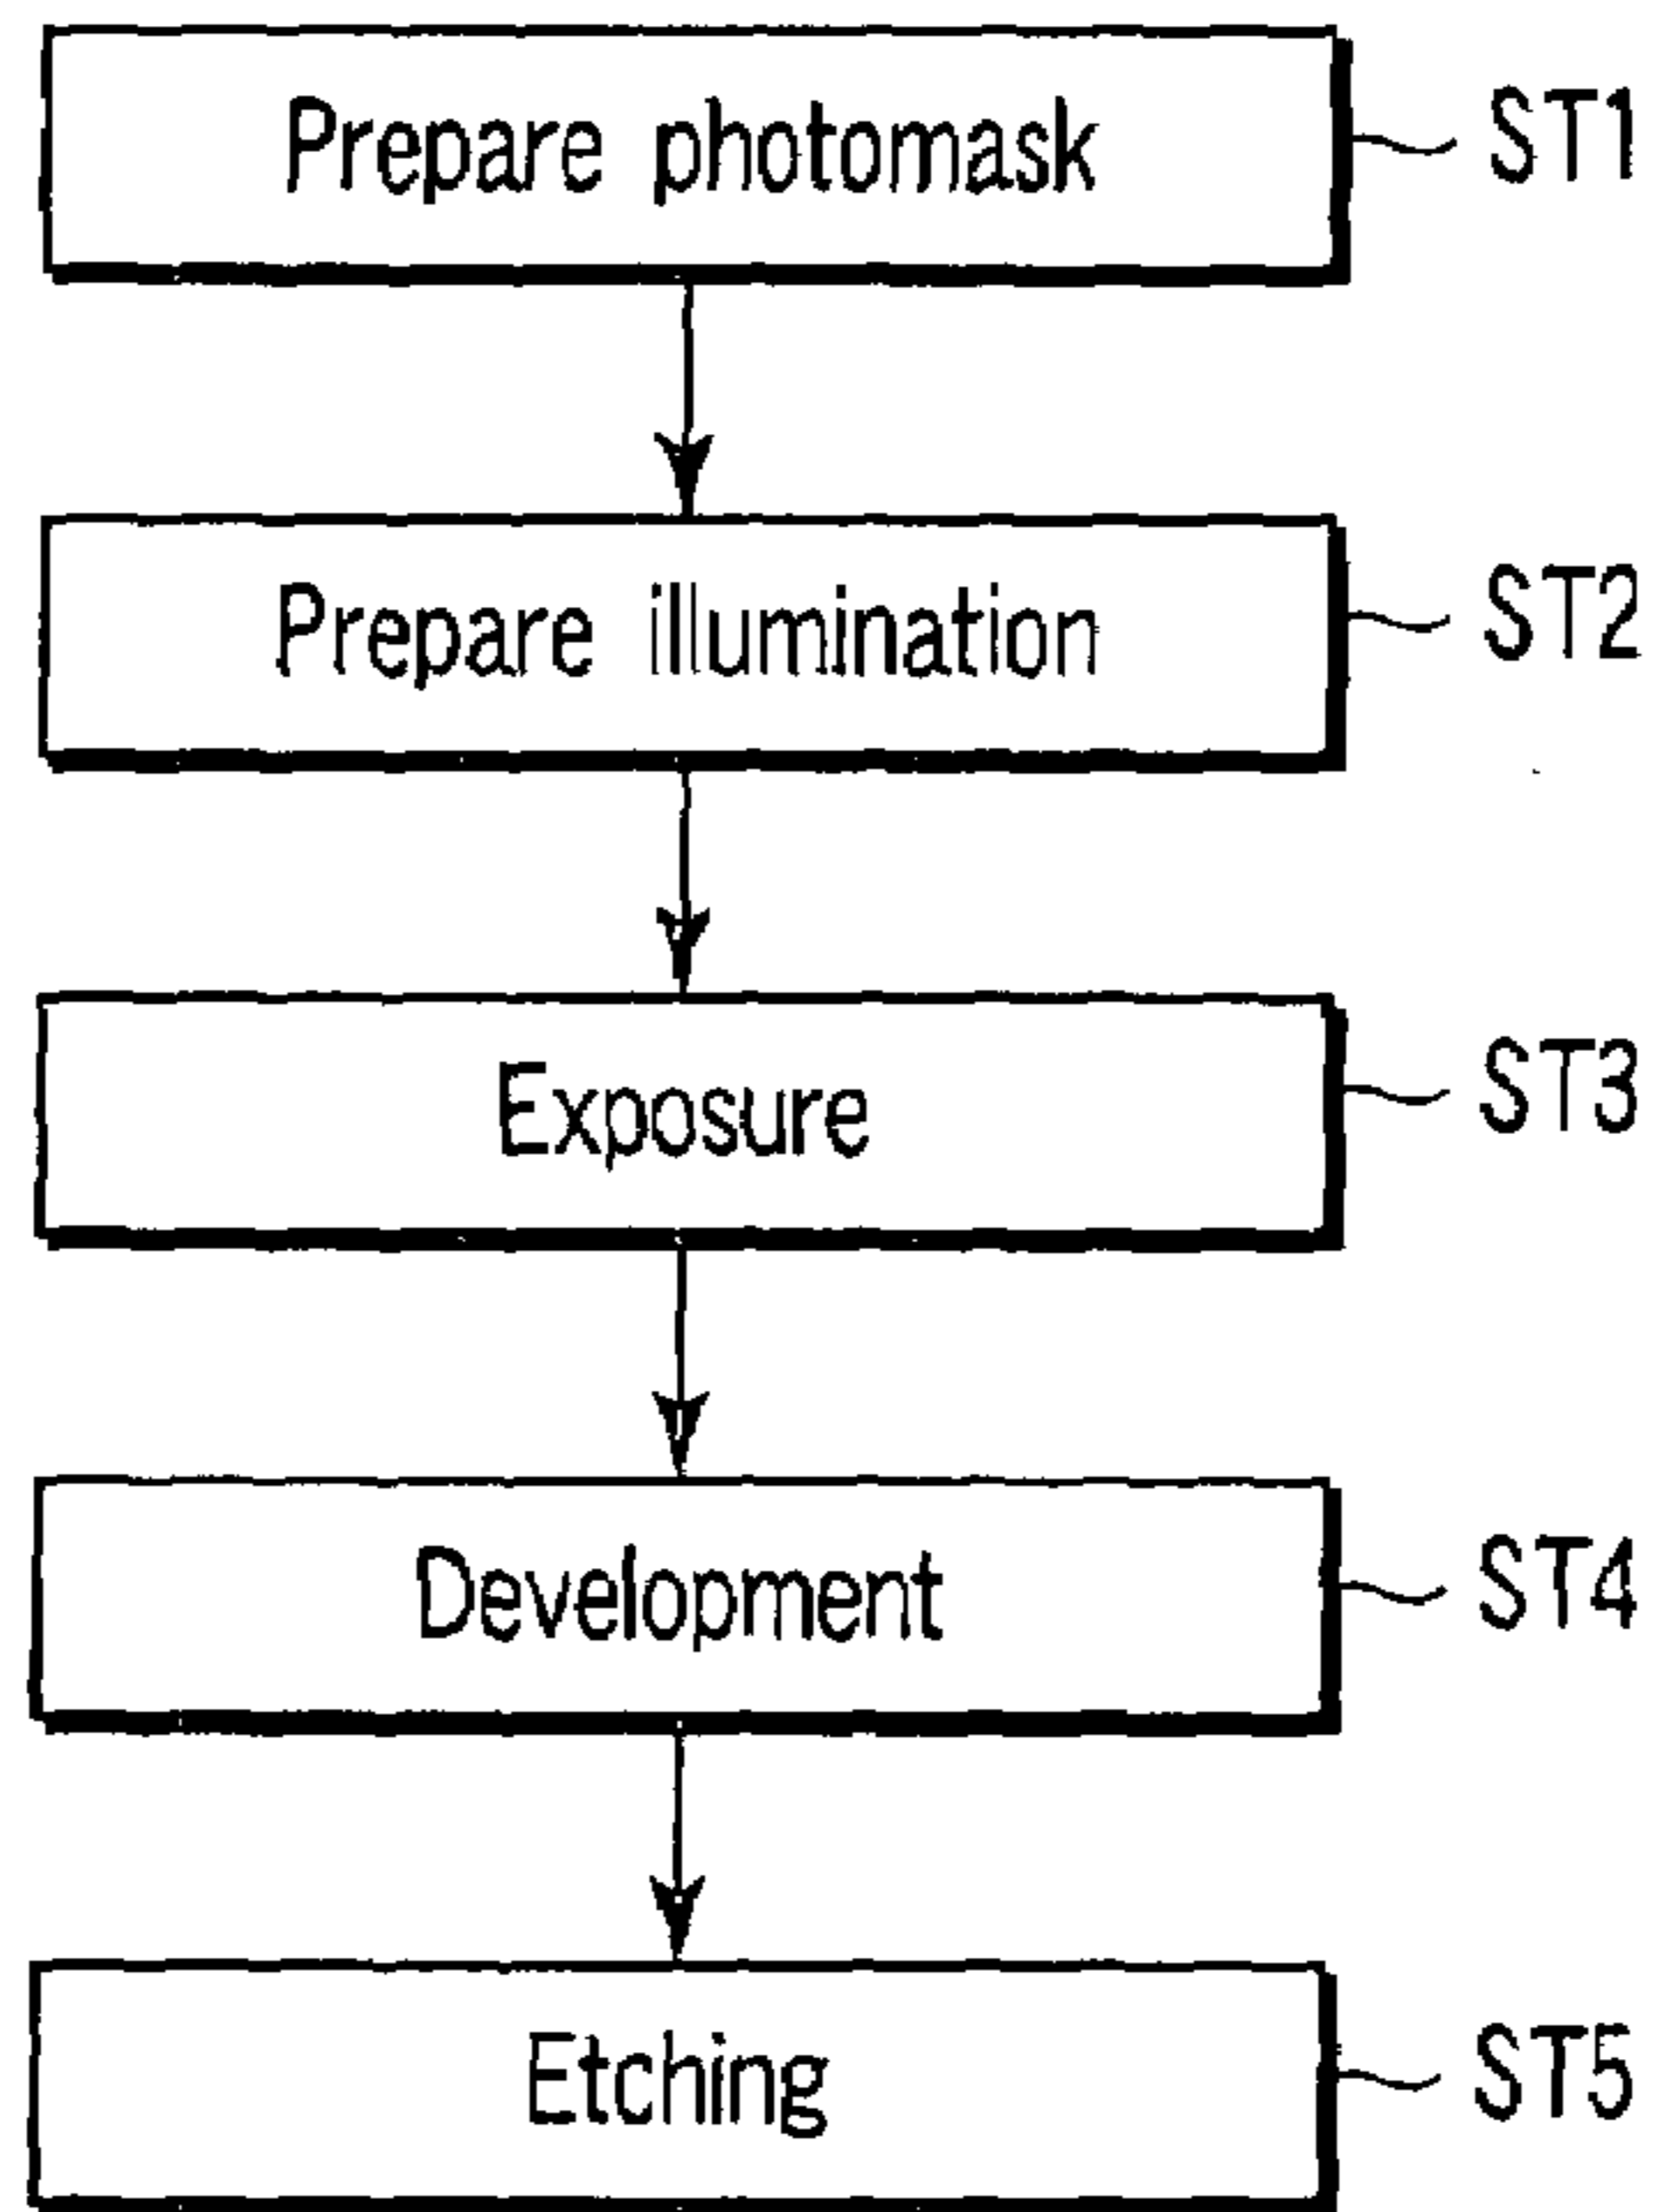 Prepare photomask ST1
Prepare illumination ST2
Exposure ST3
Development ST4
Etching ST5